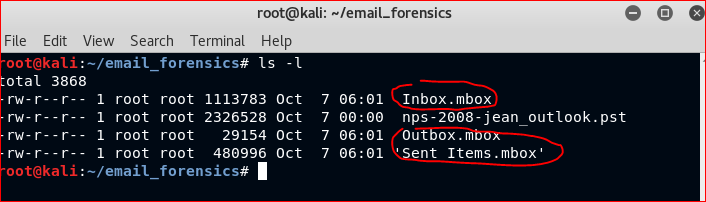 root@kali: ~/email_forensics
File Edit View Search Terminal Help
root@kali:~/email_forensics# ls -l
total 3868
-rw-r--r-- 1 root root 1113783 Oct  7 06:01  Inbox.mbox
-rw-r--r-- 1 root root 2326528 Oct  7 00:00  nps-2008-jean_outlook.pst
-rw-r--r-- 1 root root   29154 Oct  7 06:01  Outbox.mbox
-rw-r--r-- 1 root root  480996 Oct  7 06:01 'Sent Items.mbox'
root@kali:~/email_forensics#